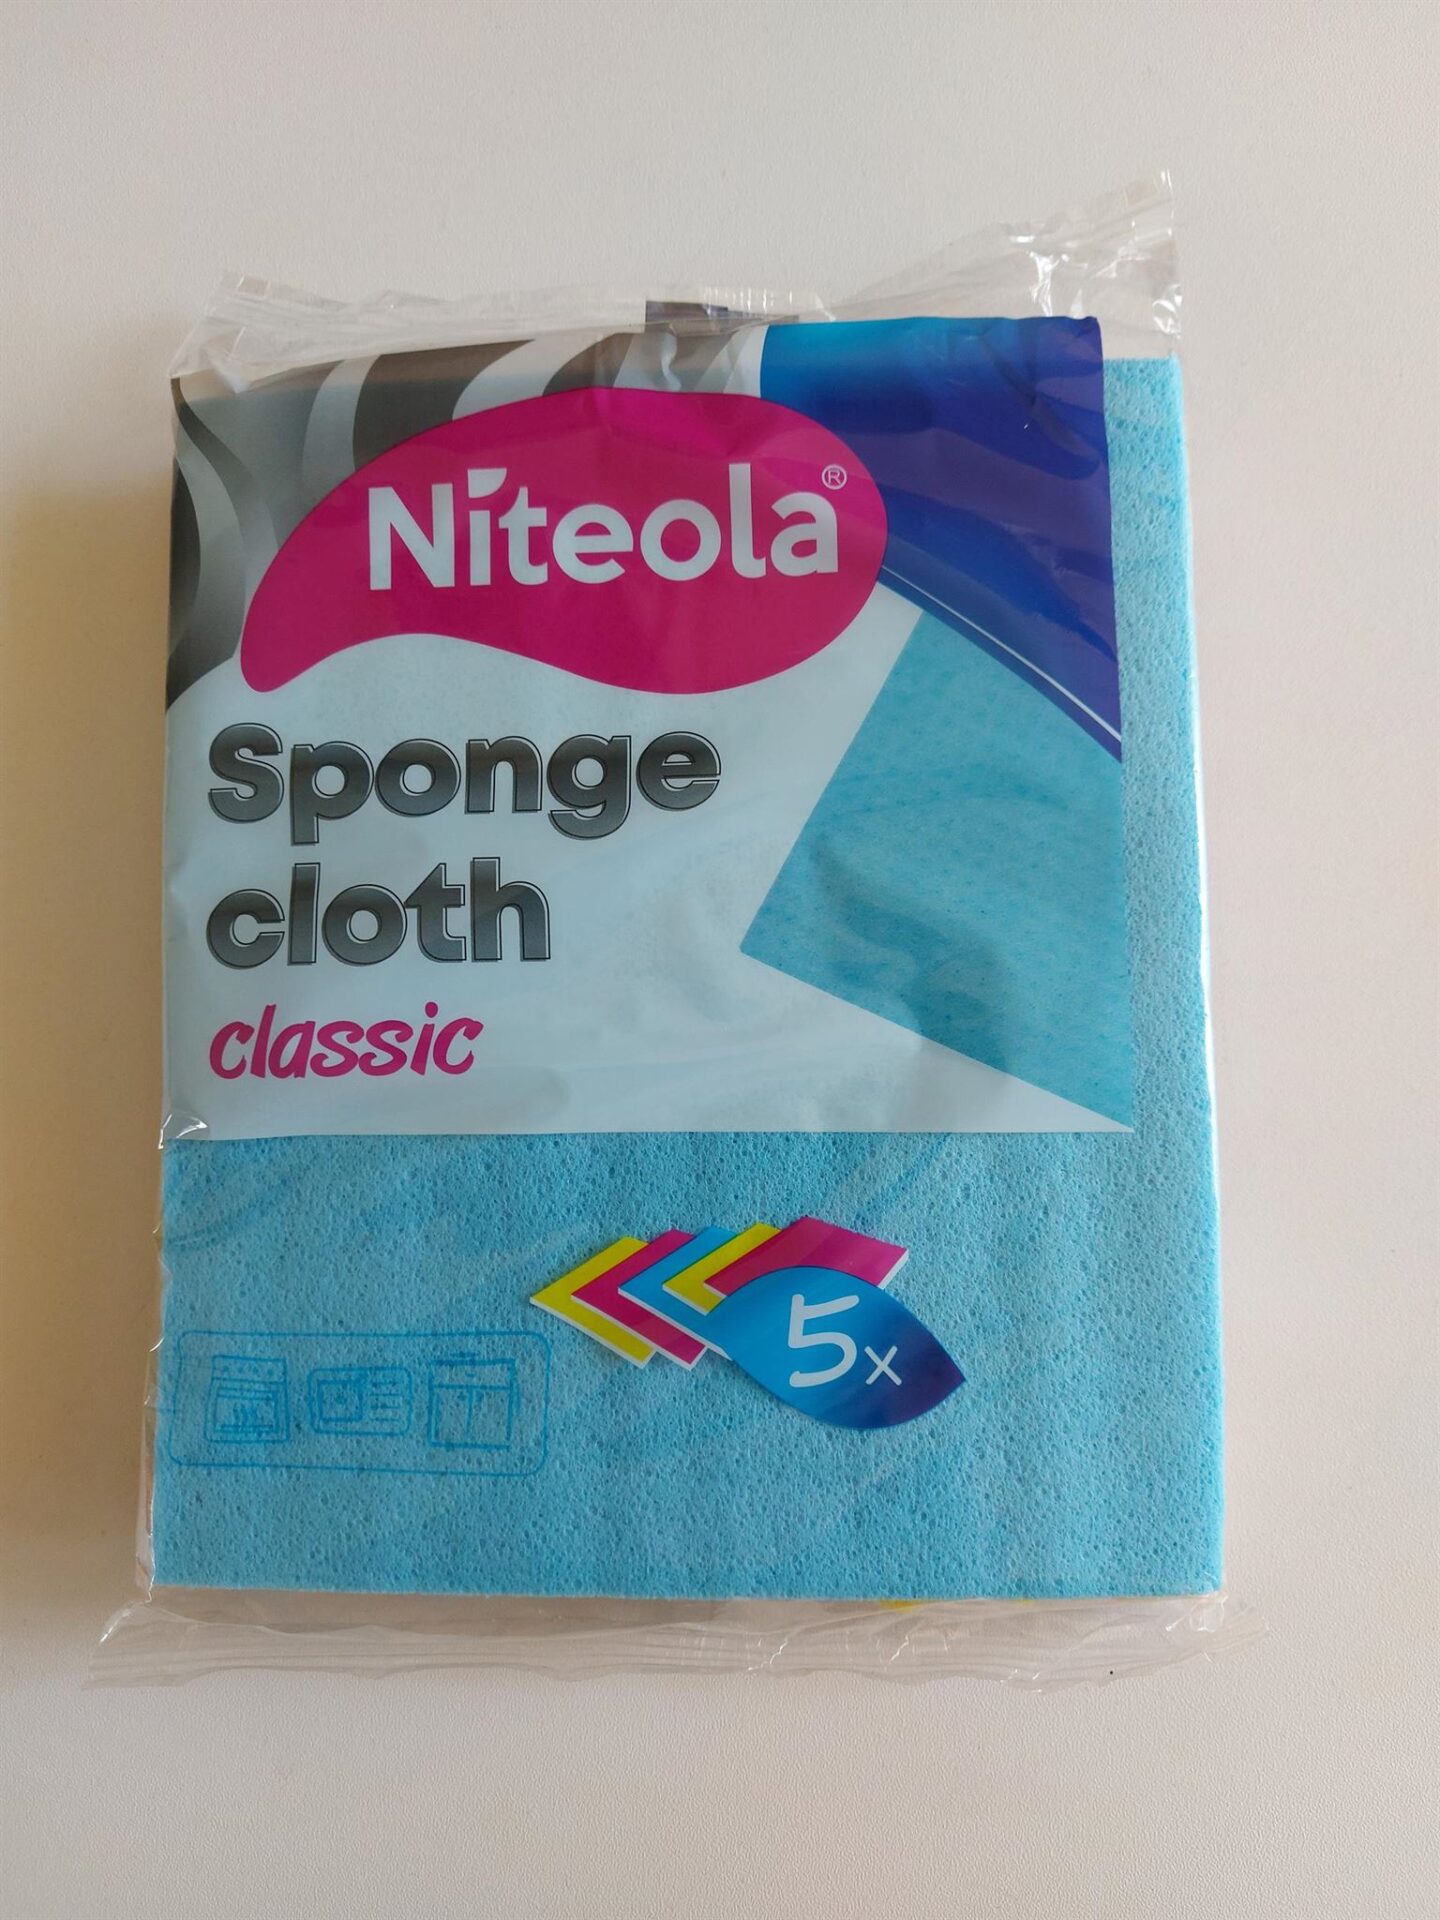 Niteola®
Sponge
cloth
classic
5x